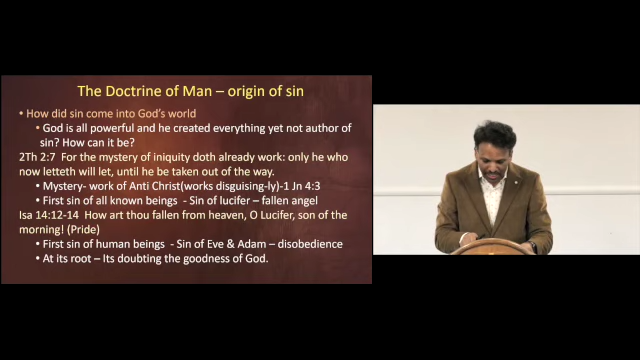 The Doctrine of Man – origin of sin
• How did sin come into God's world
• God is all powerful and he created everything yet not author of
sin? How can it be?
2Th 2:7 For the mystery of iniquity doth already work: only he who
now letteth will let, until he be taken out of the way.
• Mystery- work of Anti Christ(works disguising-ly)-1 Jn 4:3
• First sin of all known beings - Sin of lucifer – fallen angel
Isa 14:12-14 How art thou fallen from heaven, O Lucifer, son of the
morning! (Pride)
• First sin of human beings - Sin of Eve & Adam – disobedience
• At its root – Its doubting the goodness of God.